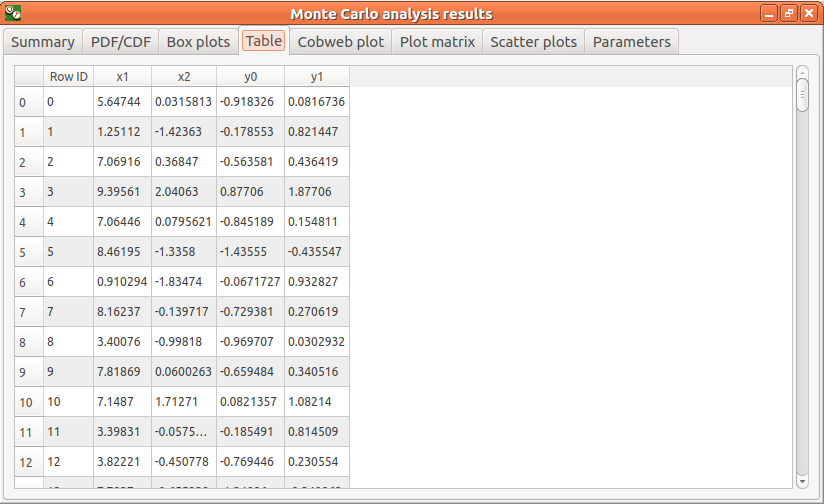 Monte Carlo analysis results
Summary PDF/CDF Box plots Table Cobweb plot Plot matrix Scatter plots Parameters
Row ID x1 x2 y0 y1
0 0 5.64744 0.0315813 -0.918326 0.0816736
1 1 1.25112 -1.42363 -0.178553 0.821447
2 2 7.06916 0.36847 -0.563581 0.436419
3 3 9.39561 2.04063 0.87706 1.87706
4 4 7.06446 0.0795621 -0.845189 0.154811
5 5 8.46195 -1.3358 -1.43555 -0.435547
6 6 0.910294 -1.83474 -0.0671727 0.932827
7 7 8.16237 -0.139717 -0.729381 0.270619
8 8 3.40076 -0.99818 -0.969707 0.0302932
9 9 7.81869 0.0600263 -0.659484 0.340516
10 10 7.1487 1.71271 0.0821357 1.08214
11 11 3.39831 -0.0575... -0.185491 0.814509
12 12 3.82221 -0.450778 -0.769446 0.230554